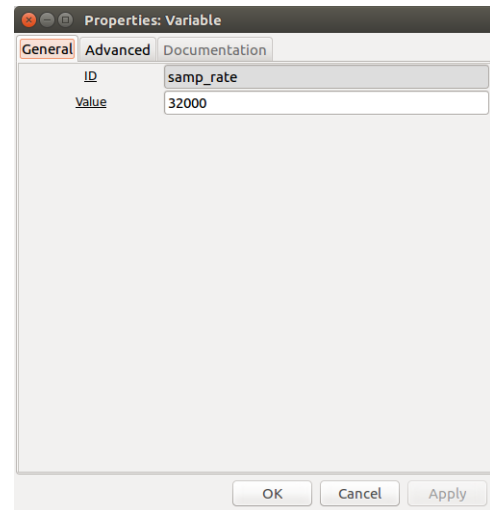 Properties: Variable
General Advanced Documentation
ID samp_rate
Value 32000
OK Cancel Apply